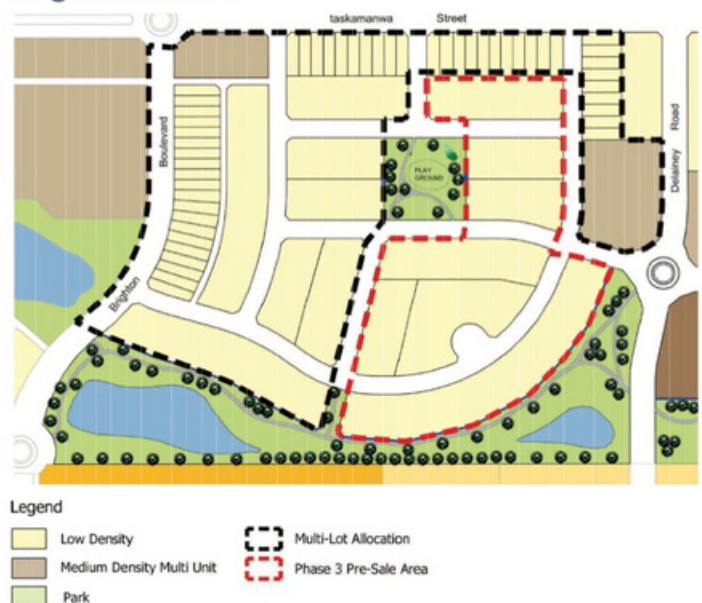 taskamanwa Street
Boulevard
Road
PLAY
GROUND
Delainey
Brighton
Legend
Low Density
Multi-Lot Allocation
Medium Density Multi Unit
Phase 3 Pre-Sale Area
Park